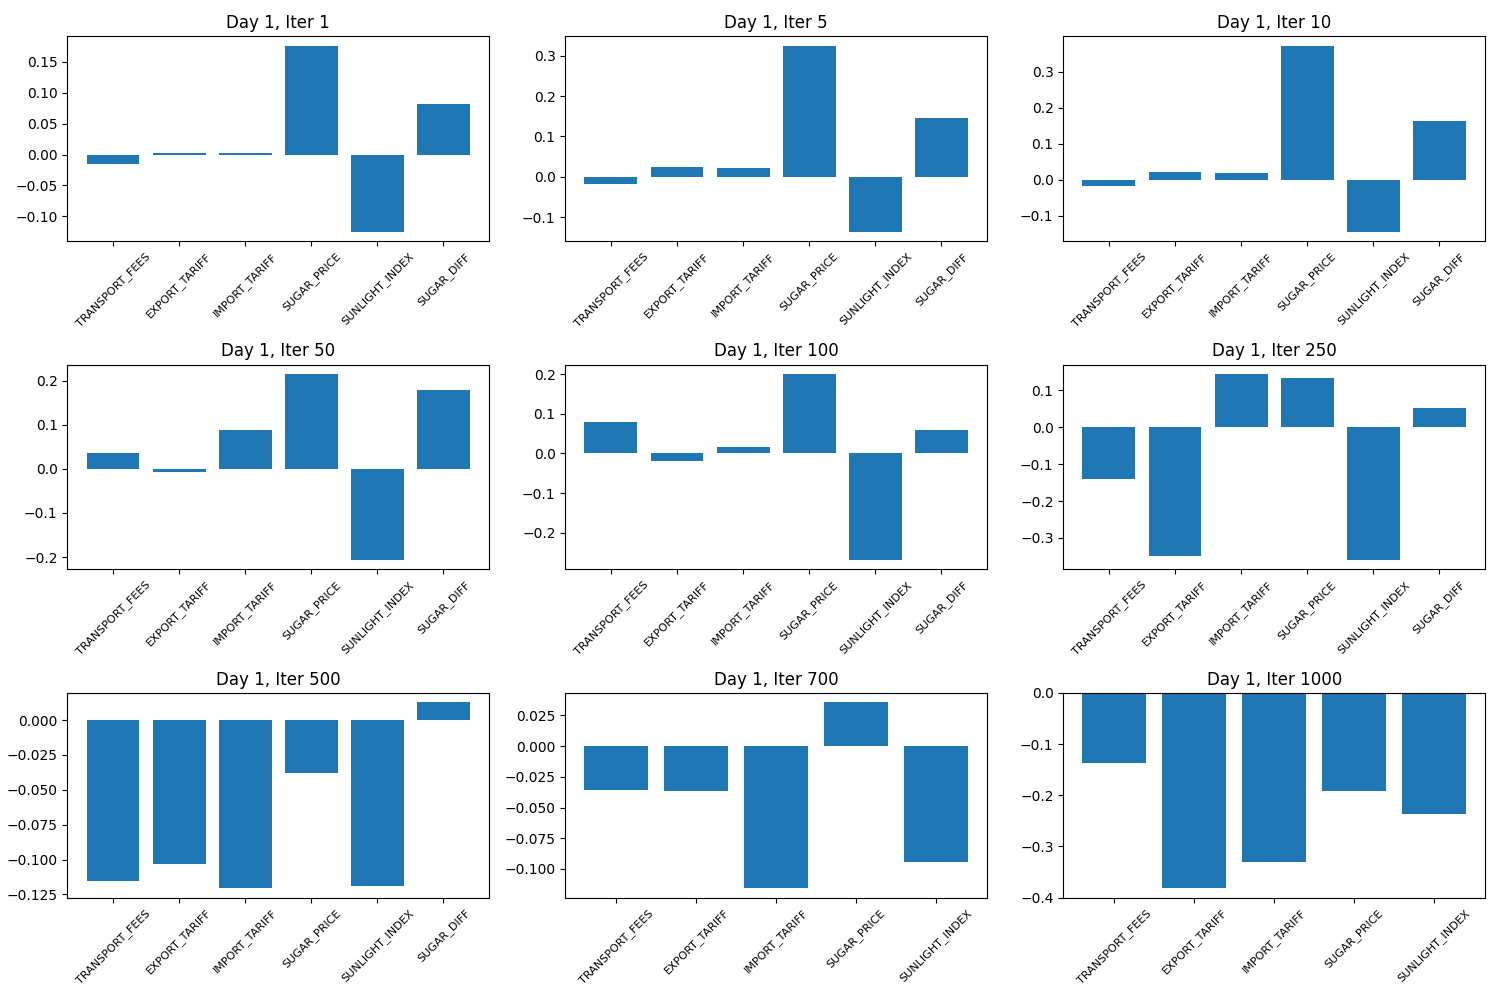 Day 1, Iter 1
0.15
0.10
0.05
0.00
−0.05
−0.10
TRANSPORT_FEES
EXPORT_TARIFF
IMPORT_TARIFF
SUGAR_PRICE
SUNLIGHT_INDEX
SUGAR_DIFF
Day 1, Iter 5
0.3
0.2
0.1
0.0
−0.1
TRANSPORT_FEES
EXPORT_TARIFF
IMPORT_TARIFF
SUGAR_PRICE
SUNLIGHT_INDEX
SUGAR_DIFF
Day 1, Iter 10
0.3
0.2
0.1
0.0
−0.1
TRANSPORT_FEES
EXPORT_TARIFF
IMPORT_TARIFF
SUGAR_PRICE
SUNLIGHT_INDEX
SUGAR_DIFF
Day 1, Iter 50
0.2
0.1
0.0
−0.1
−0.2
TRANSPORT_FEES
EXPORT_TARIFF
IMPORT_TARIFF
SUGAR_PRICE
SUNLIGHT_INDEX
SUGAR_DIFF
Day 1, Iter 100
0.2
0.1
0.0
−0.1
−0.2
TRANSPORT_FEES
EXPORT_TARIFF
IMPORT_TARIFF
SUGAR_PRICE
SUNLIGHT_INDEX
SUGAR_DIFF
Day 1, Iter 250
0.1
0.0
−0.1
−0.2
−0.3
TRANSPORT_FEES
EXPORT_TARIFF
IMPORT_TARIFF
SUGAR_PRICE
SUNLIGHT_INDEX
SUGAR_DIFF
Day 1, Iter 500
0.000
−0.025
−0.050
−0.075
−0.100
−0.125
TRANSPORT_FEES
EXPORT_TARIFF
IMPORT_TARIFF
SUGAR_PRICE
SUNLIGHT_INDEX
SUGAR_DIFF
Day 1, Iter 700
0.025
0.000
−0.025
−0.050
−0.075
−0.100
TRANSPORT_FEES
EXPORT_TARIFF
IMPORT_TARIFF
SUGAR_PRICE
SUNLIGHT_INDEX
Day 1, Iter 1000
0.0
−0.1
−0.2
−0.3
−0.4
TRANSPORT_FEES
EXPORT_TARIFF
IMPORT_TARIFF
SUGAR_PRICE
SUNLIGHT_INDEX